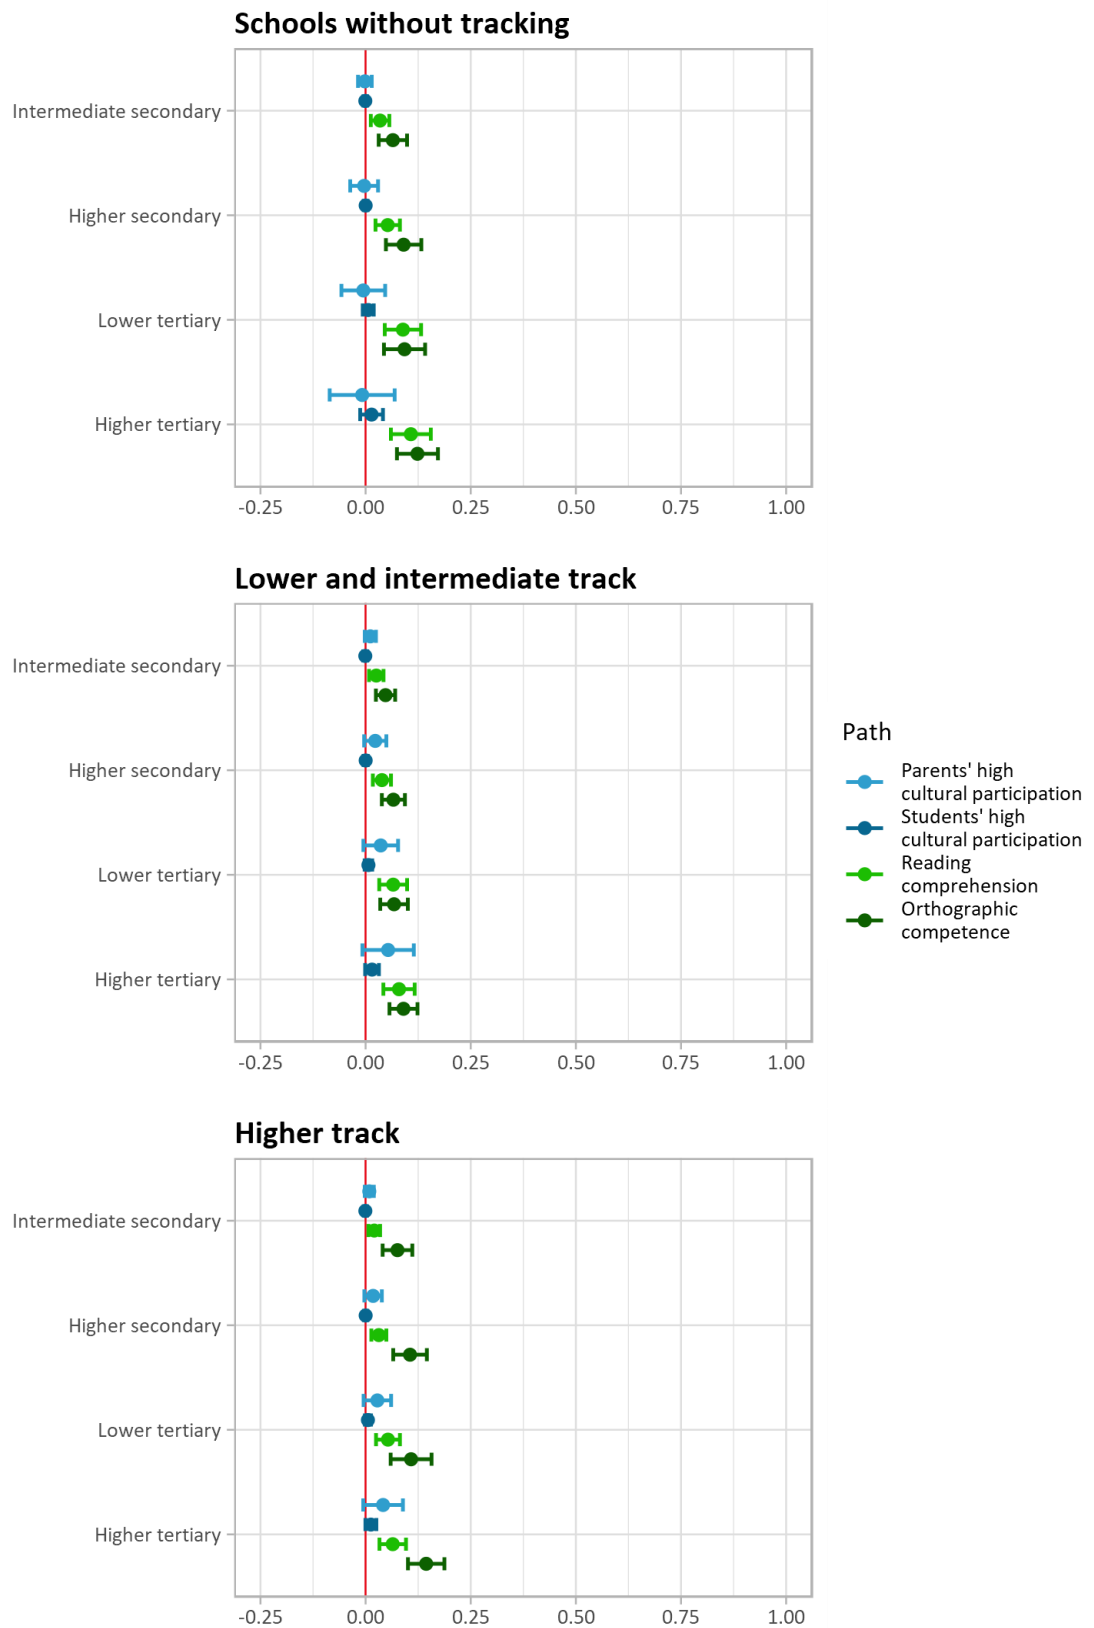 Schools without tracking
Intermediate secondary
Higher secondary
Lower tertiary
Higher tertiary
-0.25 0.00 0.25 0.50 0.75 1.00
Lower and intermediate track
Intermediate secondary
Higher secondary
Lower tertiary
Higher tertiary
-0.25 0.00 0.25 0.50 0.75 1.00
Higher track
Intermediate secondary
Higher secondary
Lower tertiary
Higher tertiary
-0.25 0.00 0.25 0.50 0.75 1.00
Path
Parents' high
cultural participation
Students' high
cultural participation
Reading
comprehension
Orthographic
competence